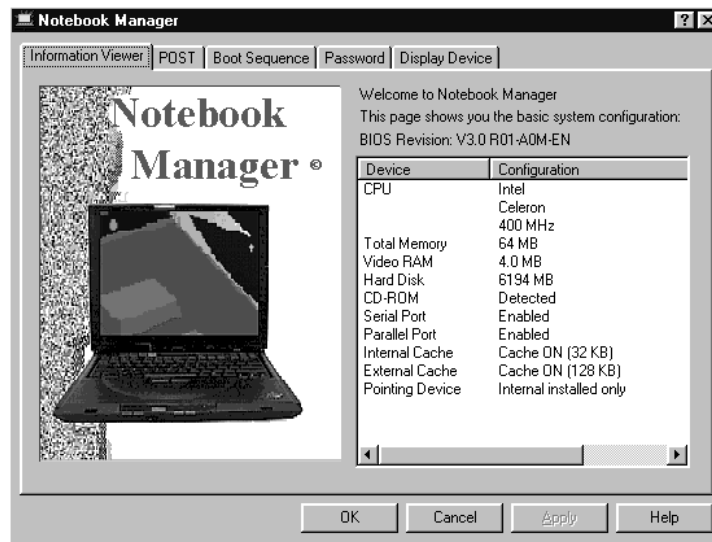 Notebook Manager
Information Viewer POST Boot Sequence Password Display Device
Notebook
Manager ©
Welcome to Notebook Manager
This page shows you the basic system configuration:
BIOS Revision: V3.0 R01-A0M-EN
Device Configuration
CPU Intel
Celeron
400 MHz
Total Memory 64 MB
Video RAM 4.0 MB
Hard Disk 6194 MB
CD-ROM Detected
Serial Port Enabled
Parallel Port Enabled
Internal Cache Cache ON (32 KB)
External Cache Cache ON (128 KB)
Pointing Device Internal installed only
OK Cancel Apply Help